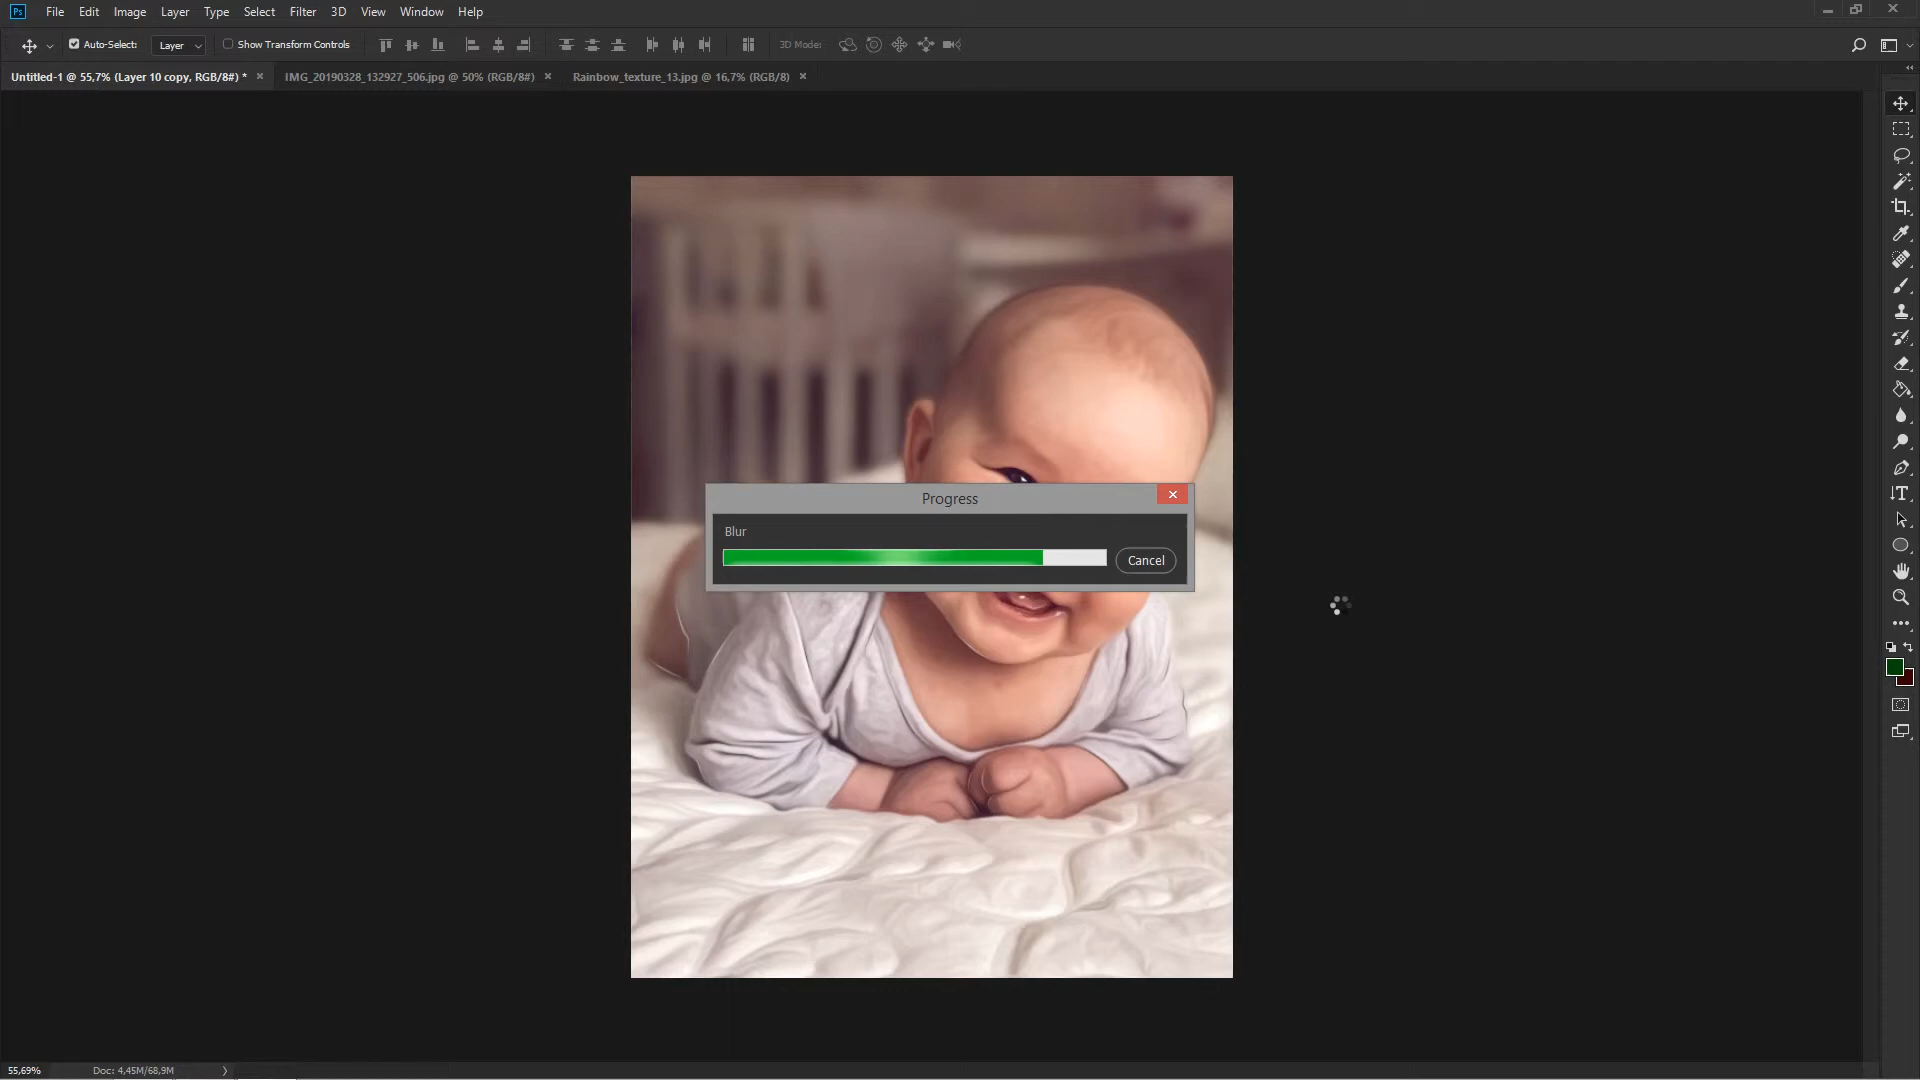 Ps File Edit Image Layer Type Select Filter 3D View Window Help
Auto-Select: Layer Show Transform Controls 3D Mode:
Untitled-1 @ 55,7% (Layer 10 copy, RGB/8#) * IMG_20190328_132927_506.jpg @ 50% (RGB/8#) Rainbow_texture_13.jpg @ 16,7% (RGB/8)
Progress
Blur
Cancel
55,69% Doc: 4,45M/68,9M